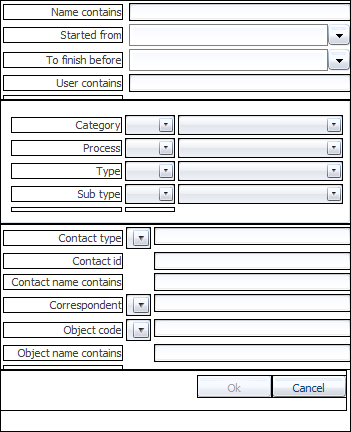 Name contains
Started from
To finish before
User contains
Category
Process
Type
Sub type
Contact type
Contact id
Contact name contains
Correspondent
Object code
Object name contains
Ok Cancel